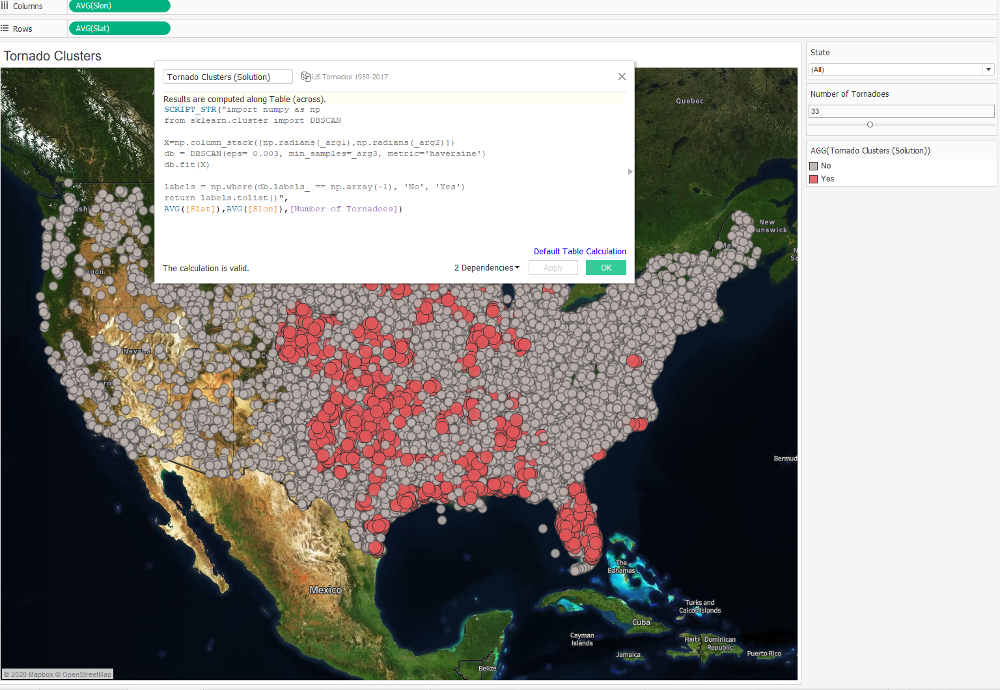 Columns
AVG(Slon)
Rows
AVG(Slat)
Tornado Clusters
Tornado Clusters (Solution)
US Tornados 1950-2017
Results are computed along Table (across).
SCRIPT_STR("import numpy as np
from sklearn.cluster import DBSCAN
X=np.column_stack([np.radians(_arg1),np.radians(_arg2)])
db = DBSCAN(eps= 0.003, min_samples=_arg3, metric='haversine')
db.fit(X)
labels = np.where(db.labels_ == np.array(-1), 'No', 'Yes')
return labels.tolist()",
AVG([Slat]),AVG([Slon]),[Number of Tornadoes])
Default Table Calculation
The calculation is valid.
2 Dependencies
Apply
OK
State
(All)
Number of Tornadoes
33
AGG(Tornado Clusters (Solution))
No
Yes
Quebec
New
unswick
Ma
N
Sc
ash
egon
Nevada
rn
C
Bermud
The
Bahamas
Mexico
Turks and
Caicos Islands
Cuba
Cayman
Islands
Haiti
Dominican
Republic
Jamaica
Puerto Rico
Belize
© 2020 Mapbox © OpenStreetMap